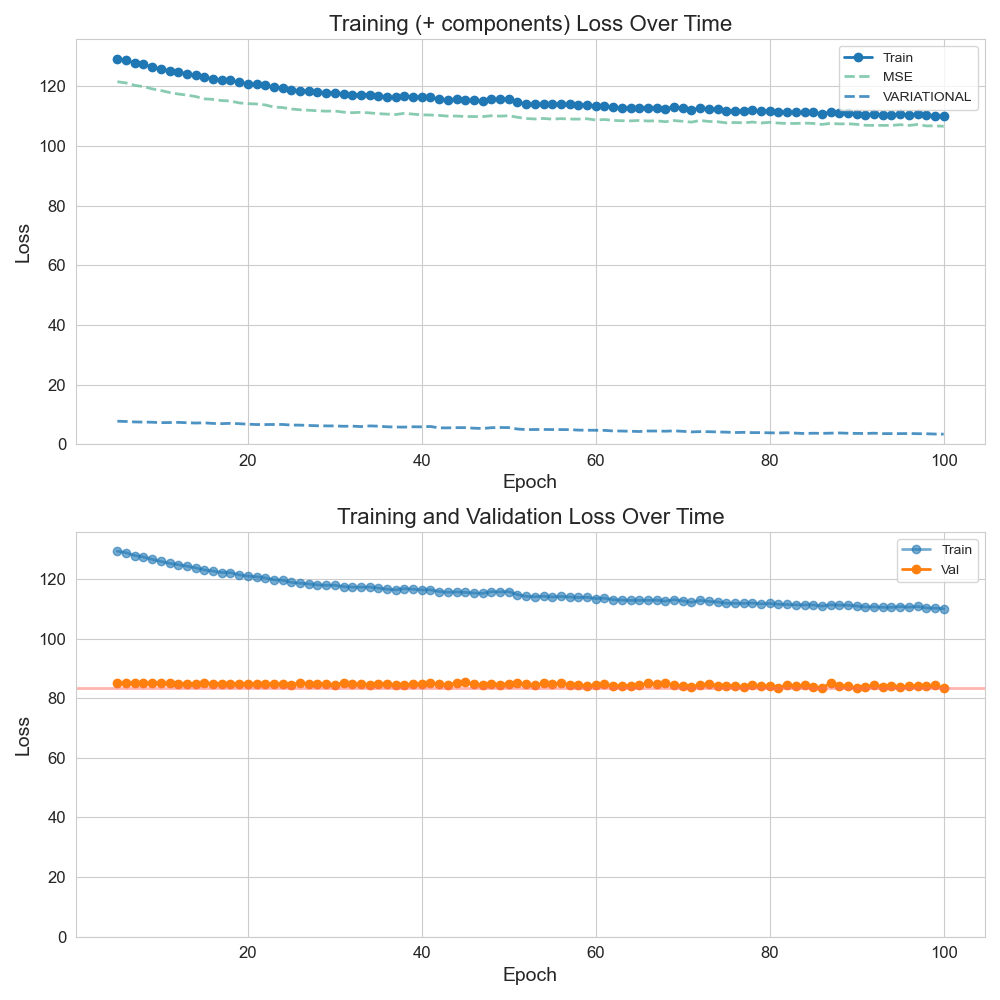 Training (+ components) Loss Over Time
Train
MSE
VARIATIONAL
120
100
80
60
40
20
0
Loss
20 40 60 80 100
Epoch
Training and Validation Loss Over Time
Train
Val
120
100
80
60
40
20
0
Loss
20 40 60 80 100
Epoch